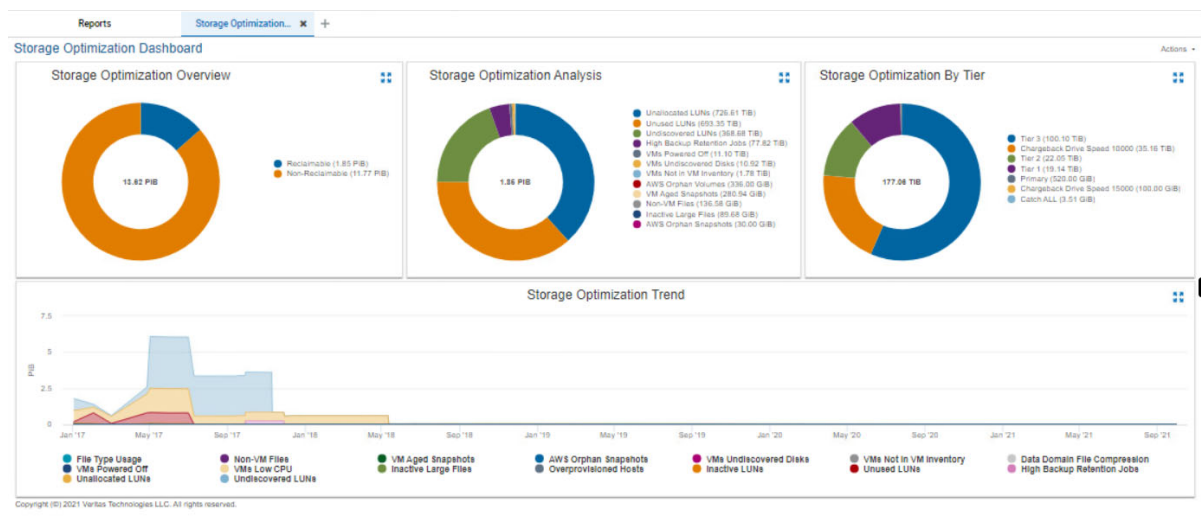 Reports
Storage Optimization... × +
Storage Optimization Dashboard
Actions
Storage Optimization Overview
13.62 PIB
Reclaimable (1.85 PiB)
Non-Reclaimable (11.77 PiB)
Storage Optimization Analysis
1.86 PIB
Unallocated LUNs (726.61 TiB)
Unused LUNs (693.35 TiB)
Undiscovered LUNs (368.68 TiB)
High Backup Retention Jobs (77.82 TiB)
VMs Powered Off (11.10 TiB)
VMs Undiscovered Disks (10.92 TiB)
VMs Not in VM Inventory (1.78 TiB)
AWS Orphan Volumes (336.00 GiB)
VM Aged Snapshots (280.94 GiB)
Non-VM Files (136.58 GiB)
Inactive Large Files (89.68 GiB)
AWS Orphan Snapshots (30.00 GiB)
Storage Optimization By Tier
177.06 TIB
Tier 3 (100.10 TiB)
Chargeback Drive Speed 10000 (35.16 TiB)
Tier 2 (22.05 TiB)
Tier 1 (19.14 TiB)
Primary (520.00 GiB)
Chargeback Drive Speed 15000 (100.00 GiB)
Catch ALL (3.51 GiB)
Storage Optimization Trend
PIB
7.5
5
2.5
0
Jan '17 May '17 Sep '17 Jan '18 May '18 Sep '18 Jan '19 May '19 Sep '19 Jan '20 May '20 Sep '20 Jan '21 May '21 Sep '21
File Type Usage Non-VM Files VM Aged Snapshots AWS Orphan Snapshots VMs Undiscovered Disks VMs Not in VM Inventory Data Domain File Compression
VMs Powered Off VMs Low CPU Inactive Large Files Overprovisioned Hosts Inactive LUNs Unused LUNs High Backup Retention Jobs
Unallocated LUNs Undiscovered LUNs
Copyright (©) 2021 Veritas Technologies LLC. All rights reserved.